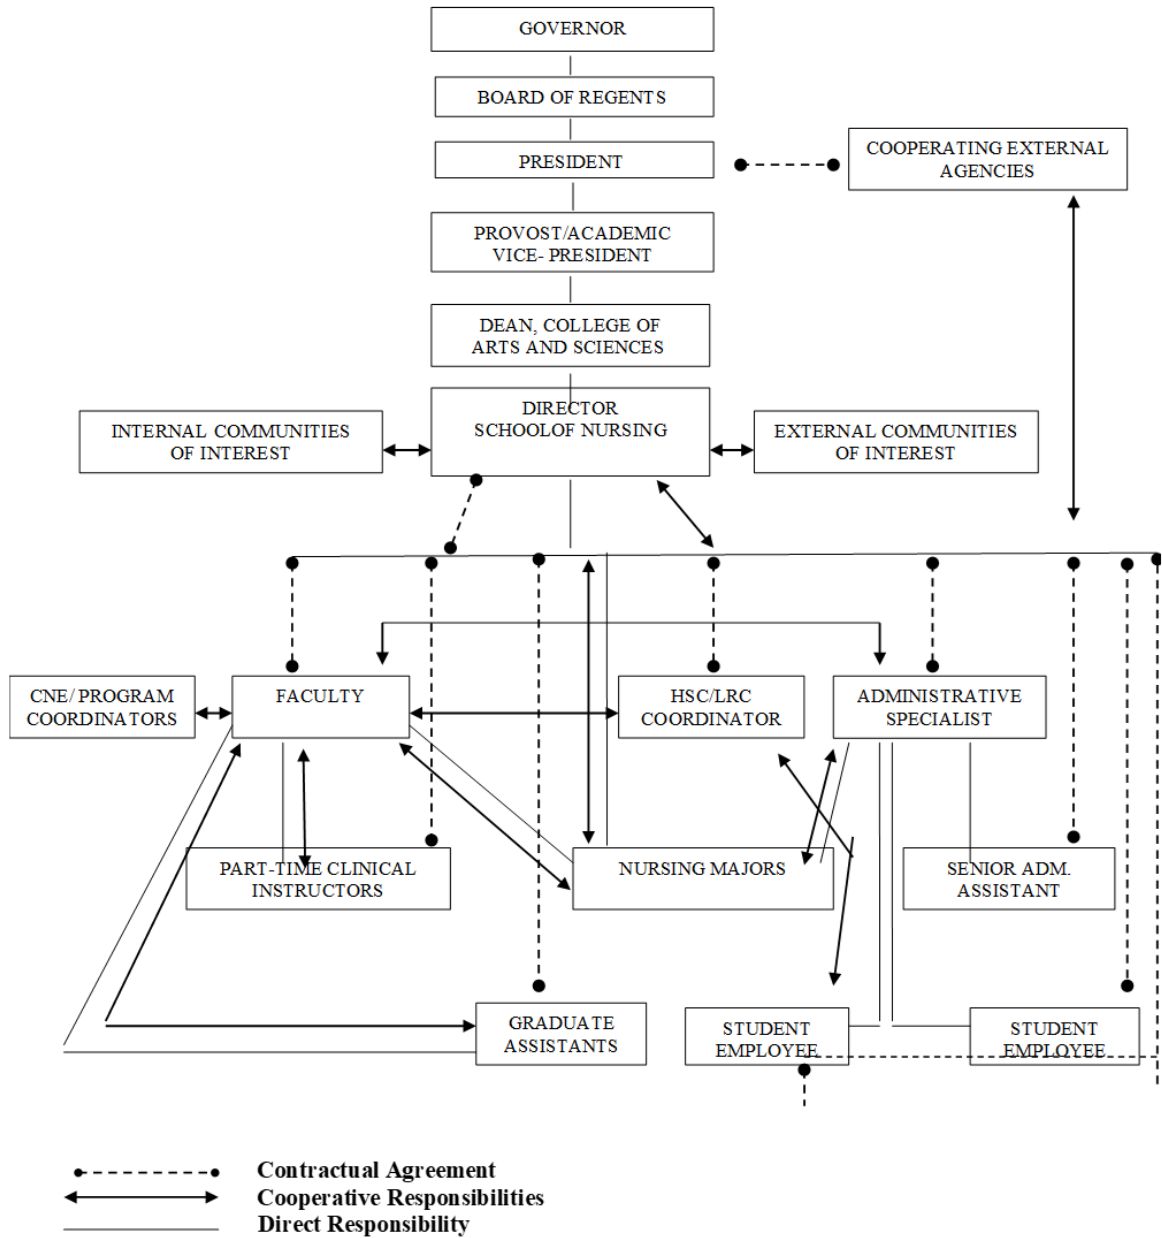 GOVERNOR
BOARD OF REGENTS
PRESIDENT
COOPERATING EXTERNAL
AGENCIES
PROVOST/ACADEMIC
VICE- PRESIDENT
DEAN, COLLEGE OF
ARTS AND SCIENCES
DIRECTOR
SCHOOLOF NURSING
INTERNAL COMMUNITIES
OF INTEREST
EXTERNAL COMMUNITIES
OF INTEREST
CNE/ PROGRAM
COORDINATORS
FACULTY
HSC/LRC
COORDINATOR
ADMINISTRATIVE
SPECIALIST
PART-TIME CLINICAL
INSTRUCTORS
NURSING MAJORS
SENIOR ADM.
ASSISTANT
GRADUATE
ASSISTANTS
STUDENT
EMPLOYEE
STUDENT
EMPLOYEE
Contractual Agreement
Cooperative Responsibilities
Direct Responsibility